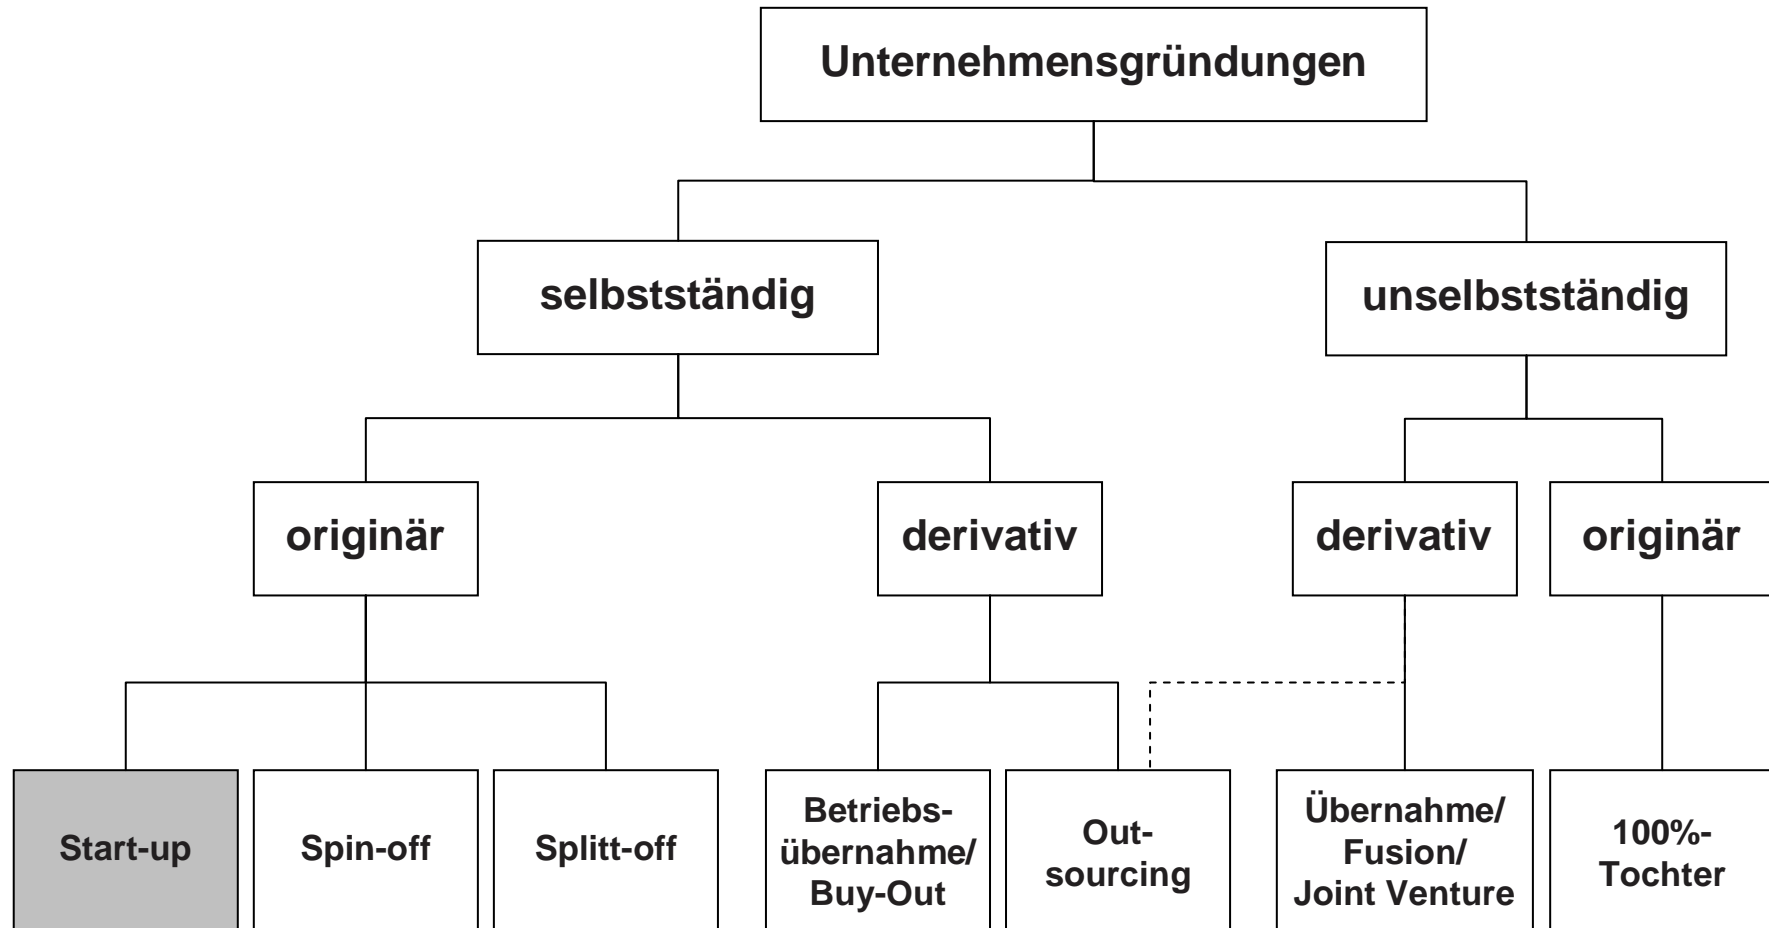 Unternehmensgründungen
selbstständig
unselbstständig
originär
derivativ
derivativ
originär
Start-up
Spin-off
Splitt-off
Betriebs-
übernahme/
Buy-Out
Out-
sourcing
Übernahme/
Fusion/
Joint Venture
100%-
Tochter